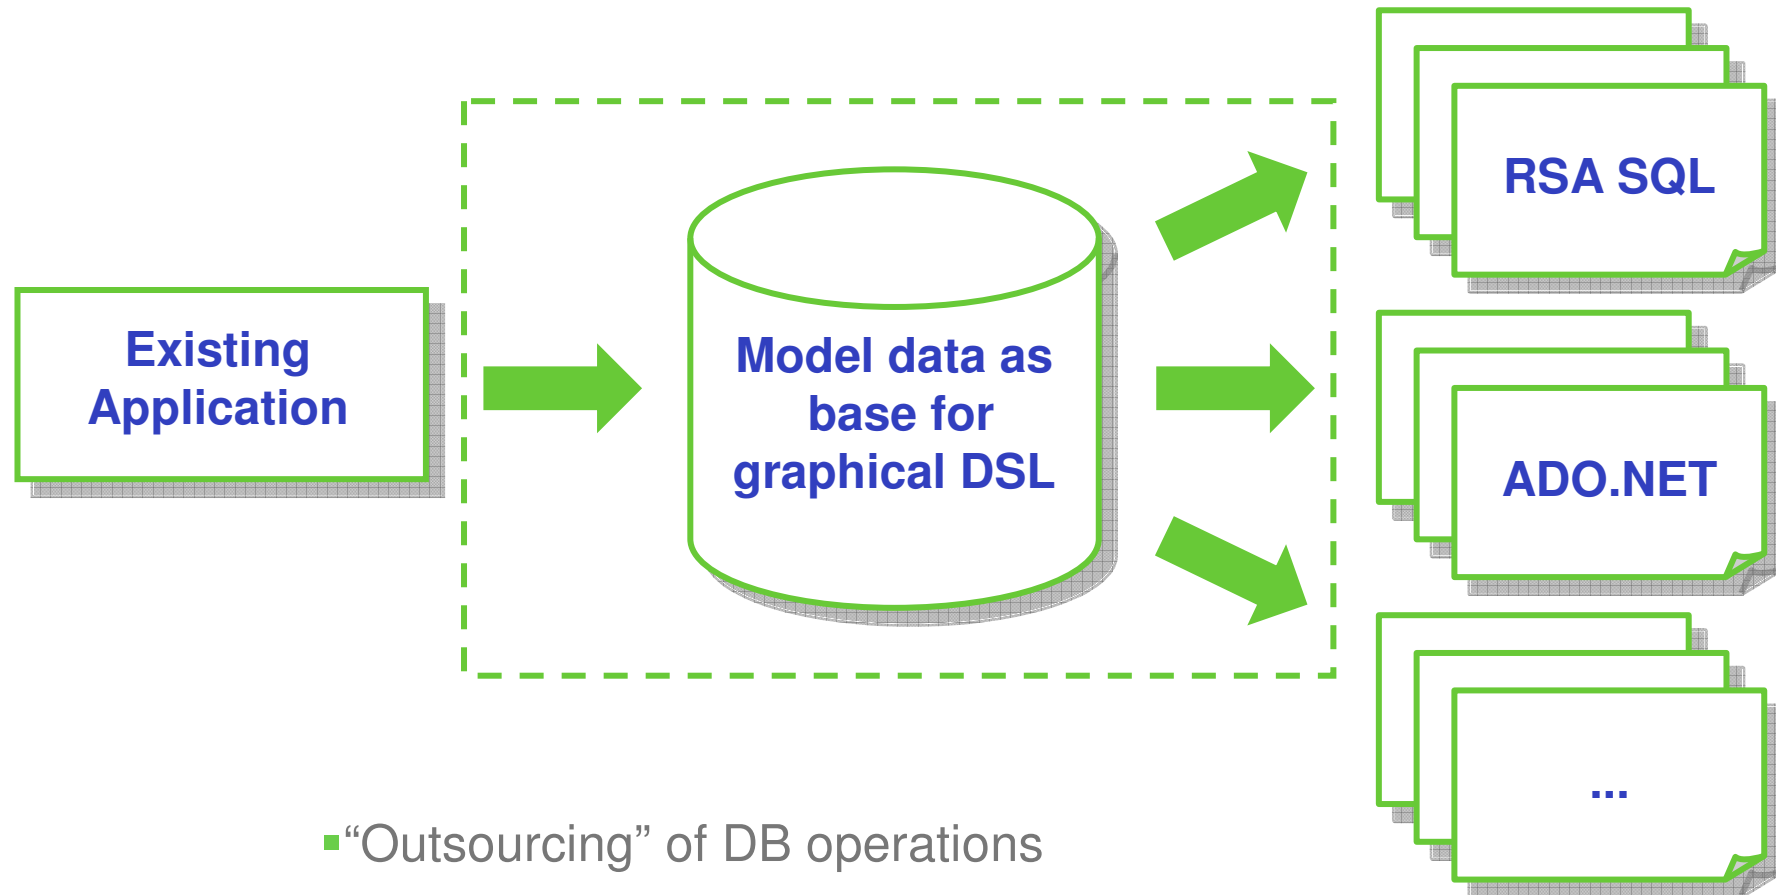 Existing
Application
Model data as
base for
graphical DSL
RSA SQL
ADO.NET
...
▪“Outsourcing” of DB operations